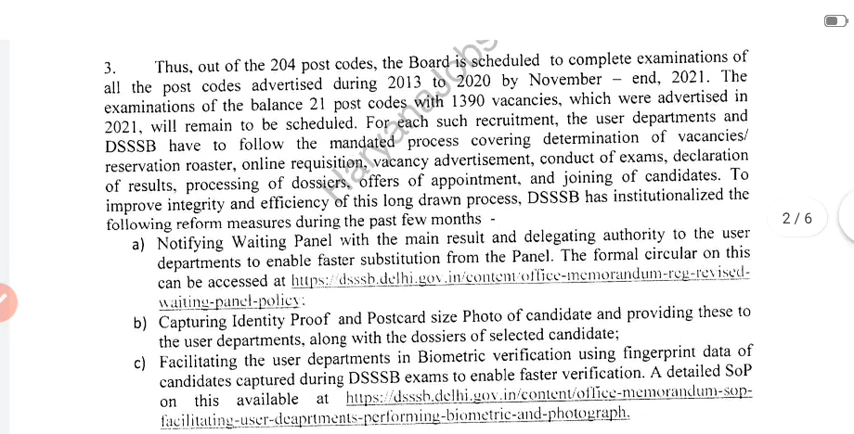 3. Thus, out of the 204 post codes, the Board is scheduled to complete examinations of
all the post codes advertised during 2013 to 2020 by November – end, 2021. The
examinations of the balance 21 post codes with 1390 vacancies, which were advertised in
2021, will remain to be scheduled. For each such recruitment, the user departments and
DSSSB have to follow the mandated process covering determination of vacancies/
reservation roaster, online requisition, vacancy advertisement, conduct of exams, declaration
of results, processing of dossiers, offers of appointment, and joining of candidates. To
improve integrity and efficiency of this long drawn process, DSSSB has institutionalized the
following reform measures during the past few months -
a) Notifying Waiting Panel with the main result and delegating authority to the user
departments to enable faster substitution from the Panel. The formal circular on this
can be accessed at https://dsssb.delhi.gov.in/content/office-memorandum-reg-revised-
waiting-panel-policy;
b) Capturing Identity Proof and Postcard size Photo of candidate and providing these to
the user departments, along with the dossiers of selected candidate;
c) Facilitating the user departments in Biometric verification using fingerprint data of
candidates captured during DSSSB exams to enable faster verification. A detailed SoP
on this available at https://dsssb.delhi.gov.in/content/office-memorandum-sop-
facilitating-user-deaprtments-performing-biometric-and-photograph.
2 / 6
HaryanaJobs